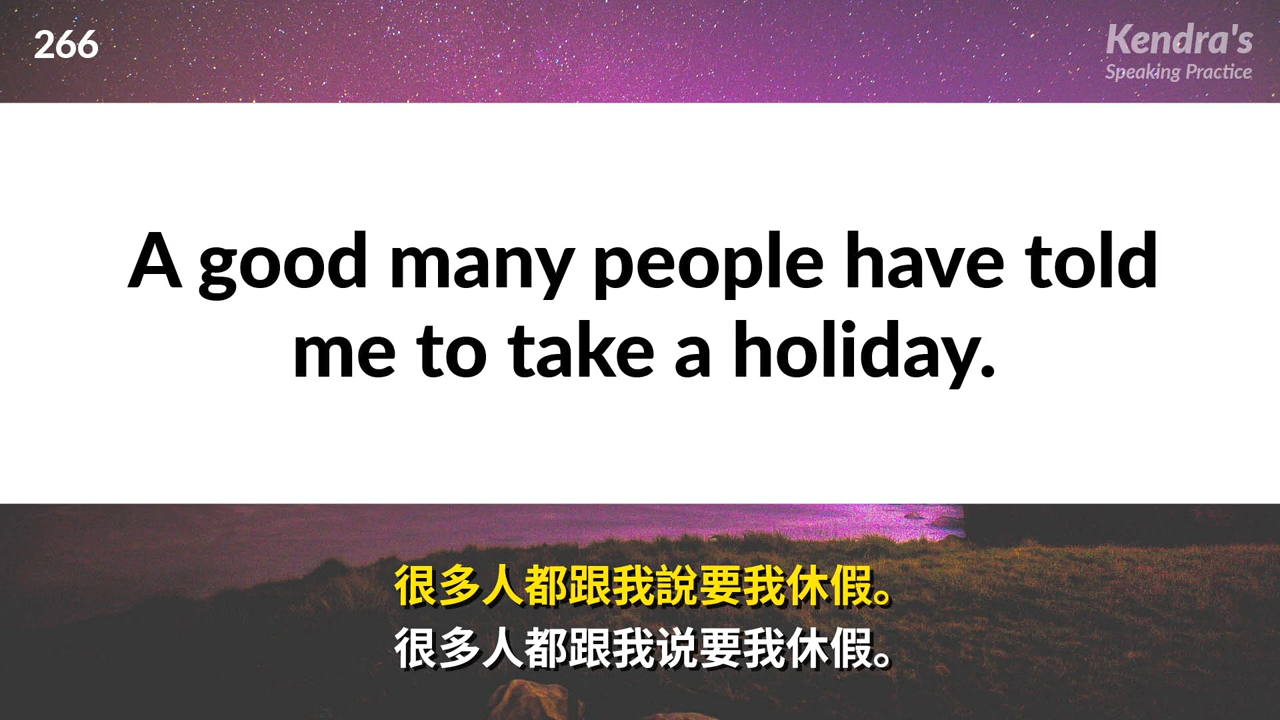 266
Kendra's
Speaking Practice
A good many people have told
me to take a holiday.
很多人都跟我說要我休假。
很多人都跟我说要我休假。